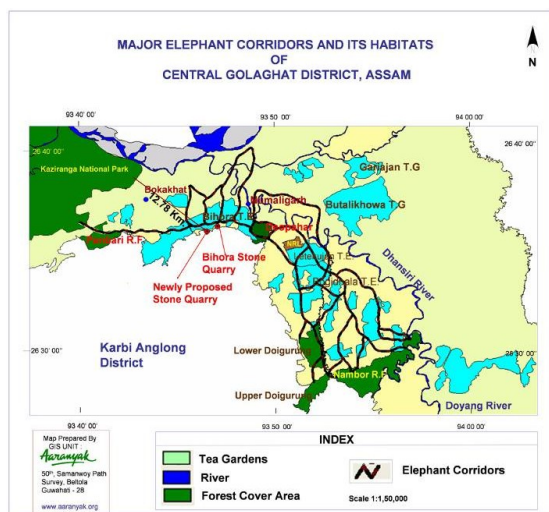 MAJOR ELEPHANT CORRIDORS AND ITS HABITATS
OF
CENTRAL GOLAGHAT DISTRICT, ASSAM
N
93 40' 00'
93 50' 00'
94 00' 00'
26 40' 00'
26 40' 00'
Kaziranga National Park
Garjajan T.G
Bokakhat
12.78 Km
Numaligarh
Butalikhowa T.G
Bihora T.E.
Panbari R.F.
NRL
Bihora Stone
Quarry
Dhansiri River
Newly Proposed
Stone Quarry
26 30' 00'
Karbi Anglong
District
Lower Doigurung
26 30' 00'
Nambor R.F.
Upper Doigurung
Doyang River
93 40' 00'
93 50' 00'
94 00' 00'
Map Prepared By
GIS UNIT :
Aaranyak
50th, Samanwoy Path
Survey, Beltola
Guwahati - 28
www.aaranyak.org
INDEX
Tea Gardens
River
Forest Cover Area
Elephant Corridors
Scale 1:1,50,000